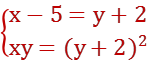 x − 5 = y + 2
xy = (y + 2)²